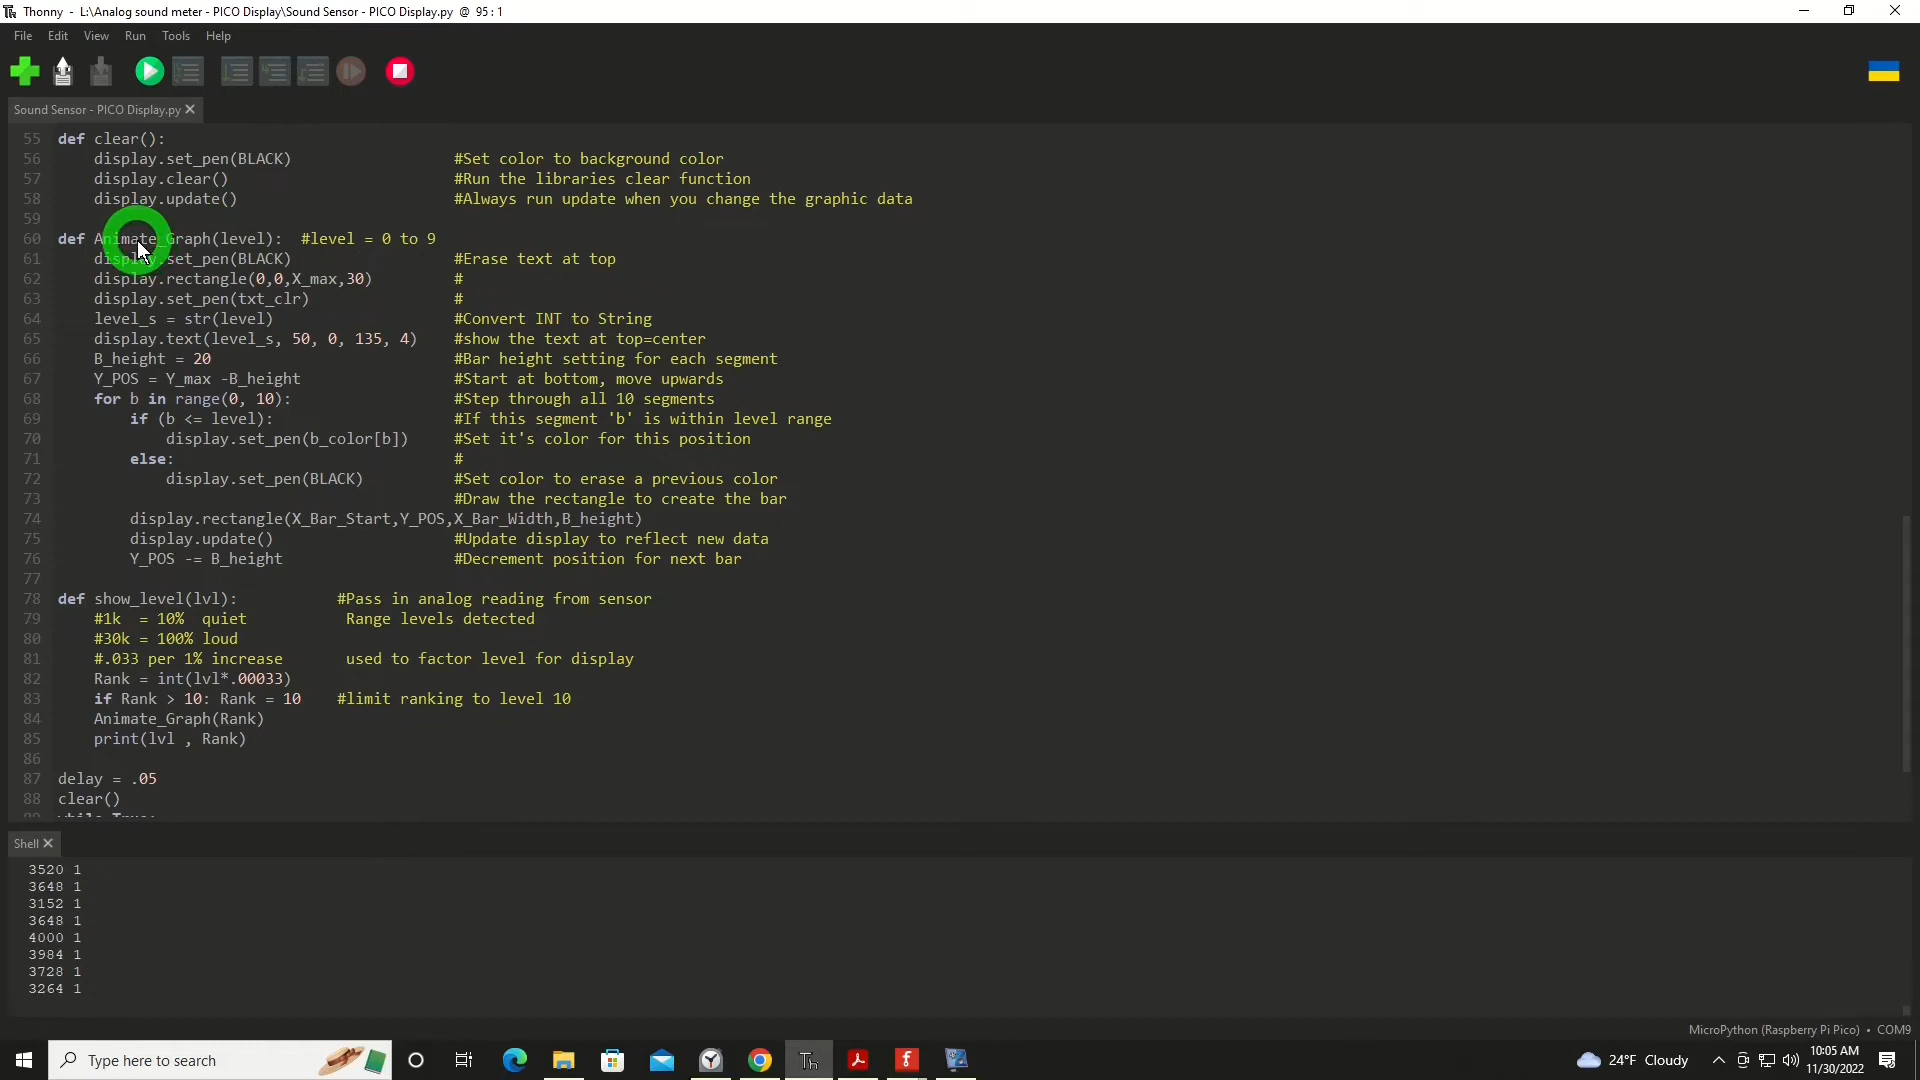 Thonny - L:\Analog sound meter - PICO Display\Sound Sensor - PICO Display.py @ 95 : 1
File Edit View Run Tools Help
Sound Sensor - PICO Display.py
55 def clear():
56 display.set_pen(BLACK) #Set color to background color
57 display.clear() #Run the libraries clear function
58 display.update() #Always run update when you change the graphic data
59
60 def Animate_Graph(level): #level = 0 to 9
61 display.set_pen(BLACK) #Erase text at top
62 display.rectangle(0,0,X_max,30) #
63 display.set_pen(txt_clr) #
64 level_s = str(level) #Convert INT to String
65 display.text(level_s, 50, 0, 135, 4) #show the text at top=center
66 B_height = 20 #Bar height setting for each segment
67 Y_POS = Y_max -B_height #Start at bottom, move upwards
68 for b in range(0, 10): #Step through all 10 segments
69 if (b <= level): #If this segment 'b' is within level range
70 display.set_pen(b_color[b]) #Set it's color for this position
71 else: #
72 display.set_pen(BLACK) #Set color to erase a previous color
73 #Draw the rectangle to create the bar
74 display.rectangle(X_Bar_Start,Y_POS,X_Bar_Width,B_height)
75 display.update() #Update display to reflect new data
76 Y_POS -= B_height #Decrement position for next bar
77
78 def show_level(lvl): #Pass in analog reading from sensor
79 #1k = 10% quiet Range levels detected
80 #30k = 100% loud
81 #.033 per 1% increase used to factor level for display
82 Rank = int(lvl*.00033)
83 if Rank > 10: Rank = 10 #limit ranking to level 10
84 Animate_Graph(Rank)
85 print(lvl , Rank)
86
87 delay = .05
88 clear()
Shell
3520 1
3648 1
3152 1
3648 1
4000 1
3984 1
3728 1
3264 1
MicroPython (Raspberry Pi Pico) • COM9
Type here to search
24°F Cloudy
10:05 AM
11/30/2022